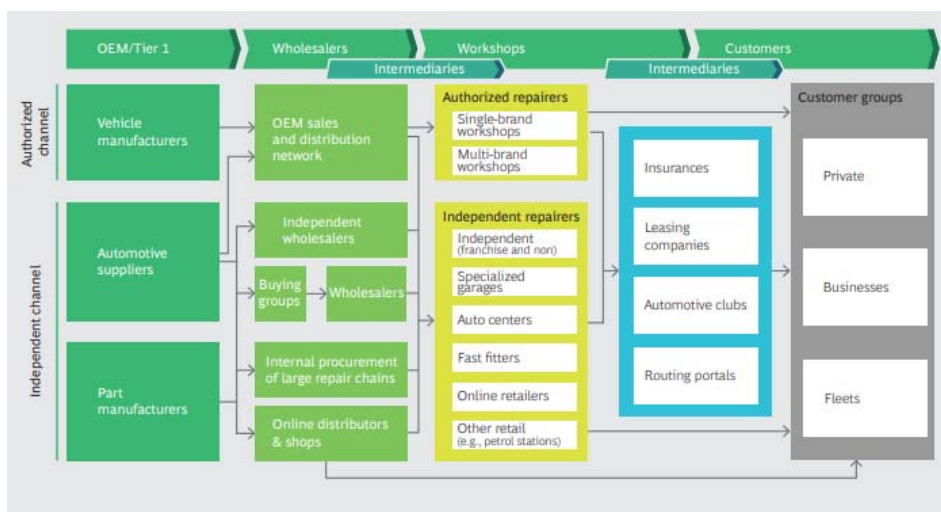 OEM/Tier 1
Wholesalers
Workshops
Customers
Intermediaries
Intermediaries
Authorized
channel
Vehicle
manufacturers
OEM sales
and distribution
network
Authorized repairers
Single-brand
workshops
Multi-brand
workshops
Independent channel
Automotive
suppliers
Part
manufacturers
Independent
wholesalers
Buying
groups
Wholesalers
Internal procurement
of large repair chains
Online distributors
& shops
Independent repairers
Independent
(franchise and non)
Specialized
garages
Auto centers
Fast fitters
Online retailers
Other retail
(e.g., petrol stations)
Insurances
Leasing
companies
Automotive clubs
Routing portals
Customer groups
Private
Businesses
Fleets